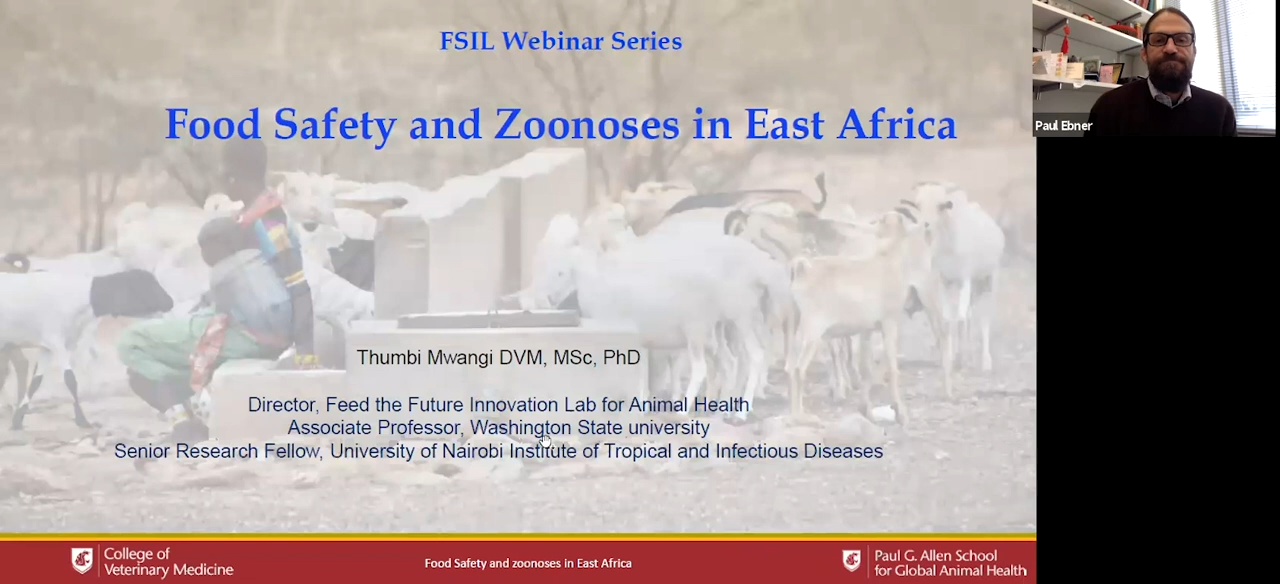 FSIL Webinar Series
Food Safety and Zoonoses in East Africa
Paul Ebner
Thumbi Mwangi DVM, MSc, PhD
Director, Feed the Future Innovation Lab for Animal Health
Associate Professor, Washington State university
Senior Research Fellow, University of Nairobi Institute of Tropical and Infectious Diseases
College of
Veterinary Medicine
Food Safety and zoonoses in East Africa
Paul G. Allen School
for Global Animal Health